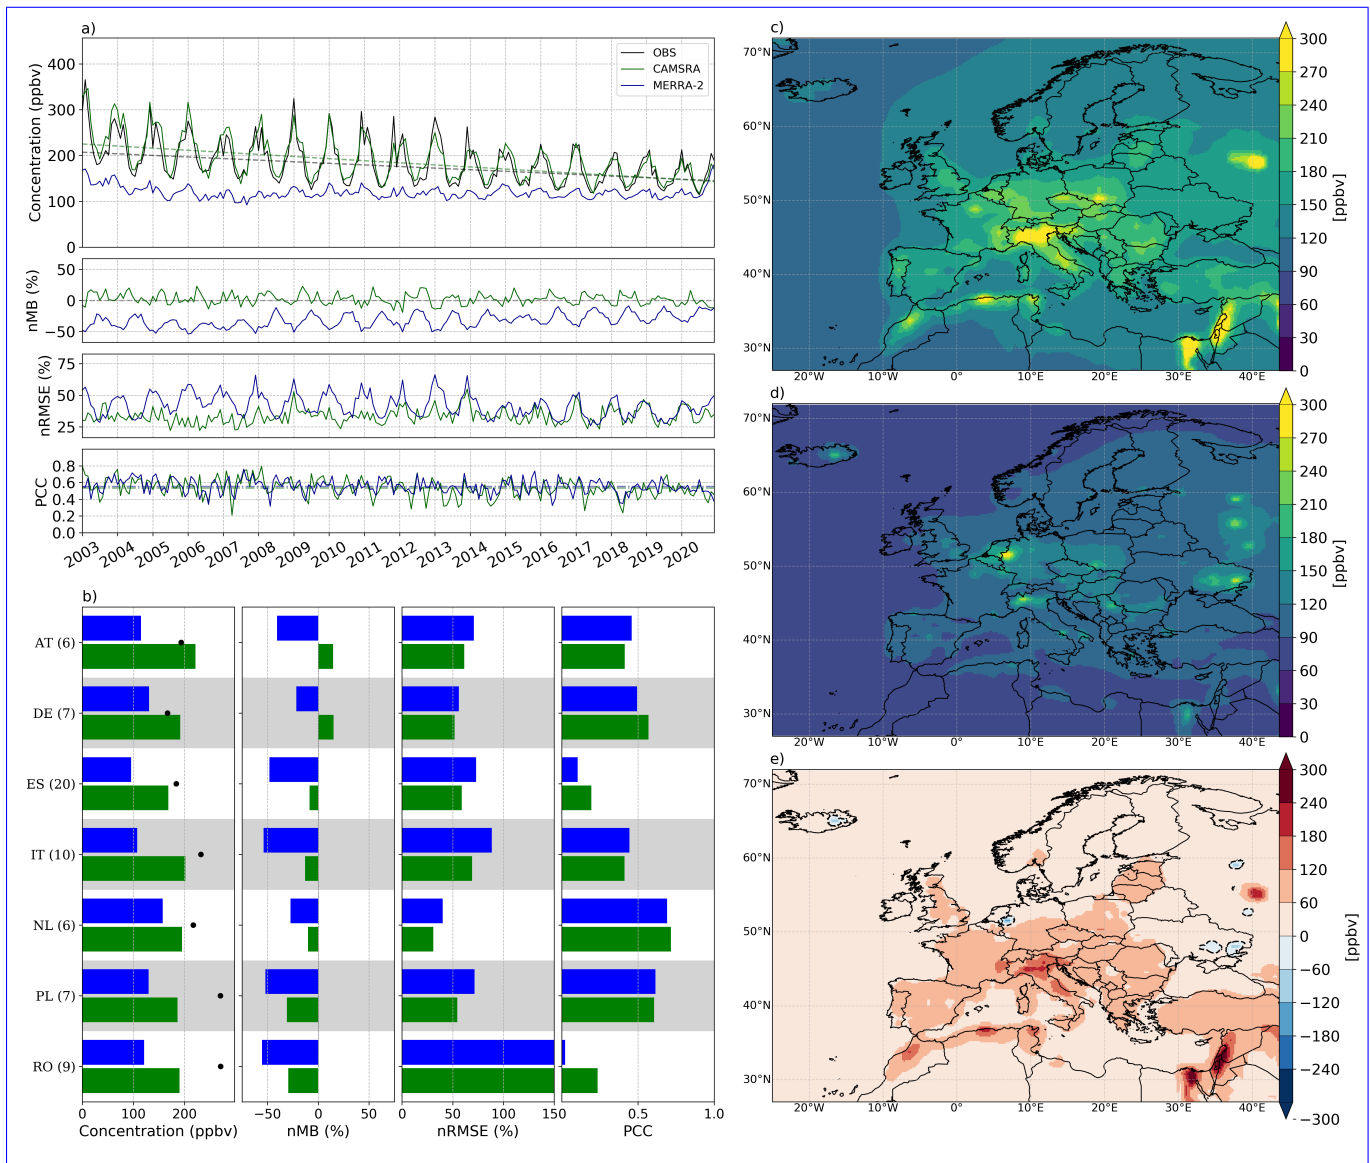 a)
OBS
CAMSRA
MERRA-2
Concentration (ppbv)
400
300
200
100
0
nMB (%)
50
0
−50
nRMSE (%)
75
50
25
PCC
0.8
0.6
0.4
0.2
0.0
2003 2004 2005 2006 2007 2008 2009 2010 2011 2012 2013 2014 2015 2016 2017 2018 2019 2020
b)
AT (6)
DE (7)
ES (20)
IT (10)
NL (6)
PL (7)
RO (9)
0 200 −50 0 50 0 50 100 150 0.5 1.0
Concentration (ppbv) nMB (%) nRMSE (%) PCC
c)
70°N
60°N
50°N
40°N
30°N
20°W 10°W 0° 10°E 20°E 30°E 40°E
300
270
240
210
180
150
120
90
60
30
0
[ppbv]
d)
70°N
60°N
50°N
40°N
30°N
20°W 10°W 0° 10°E 20°E 30°E 40°E
300
270
240
210
180
150
120
90
60
30
0
[ppbv]
e)
70°N
60°N
50°N
40°N
30°N
20°W 10°W 0° 10°E 20°E 30°E 40°E
300
240
180
120
60
0
−60
−120
−180
−240
−300
[ppbv]